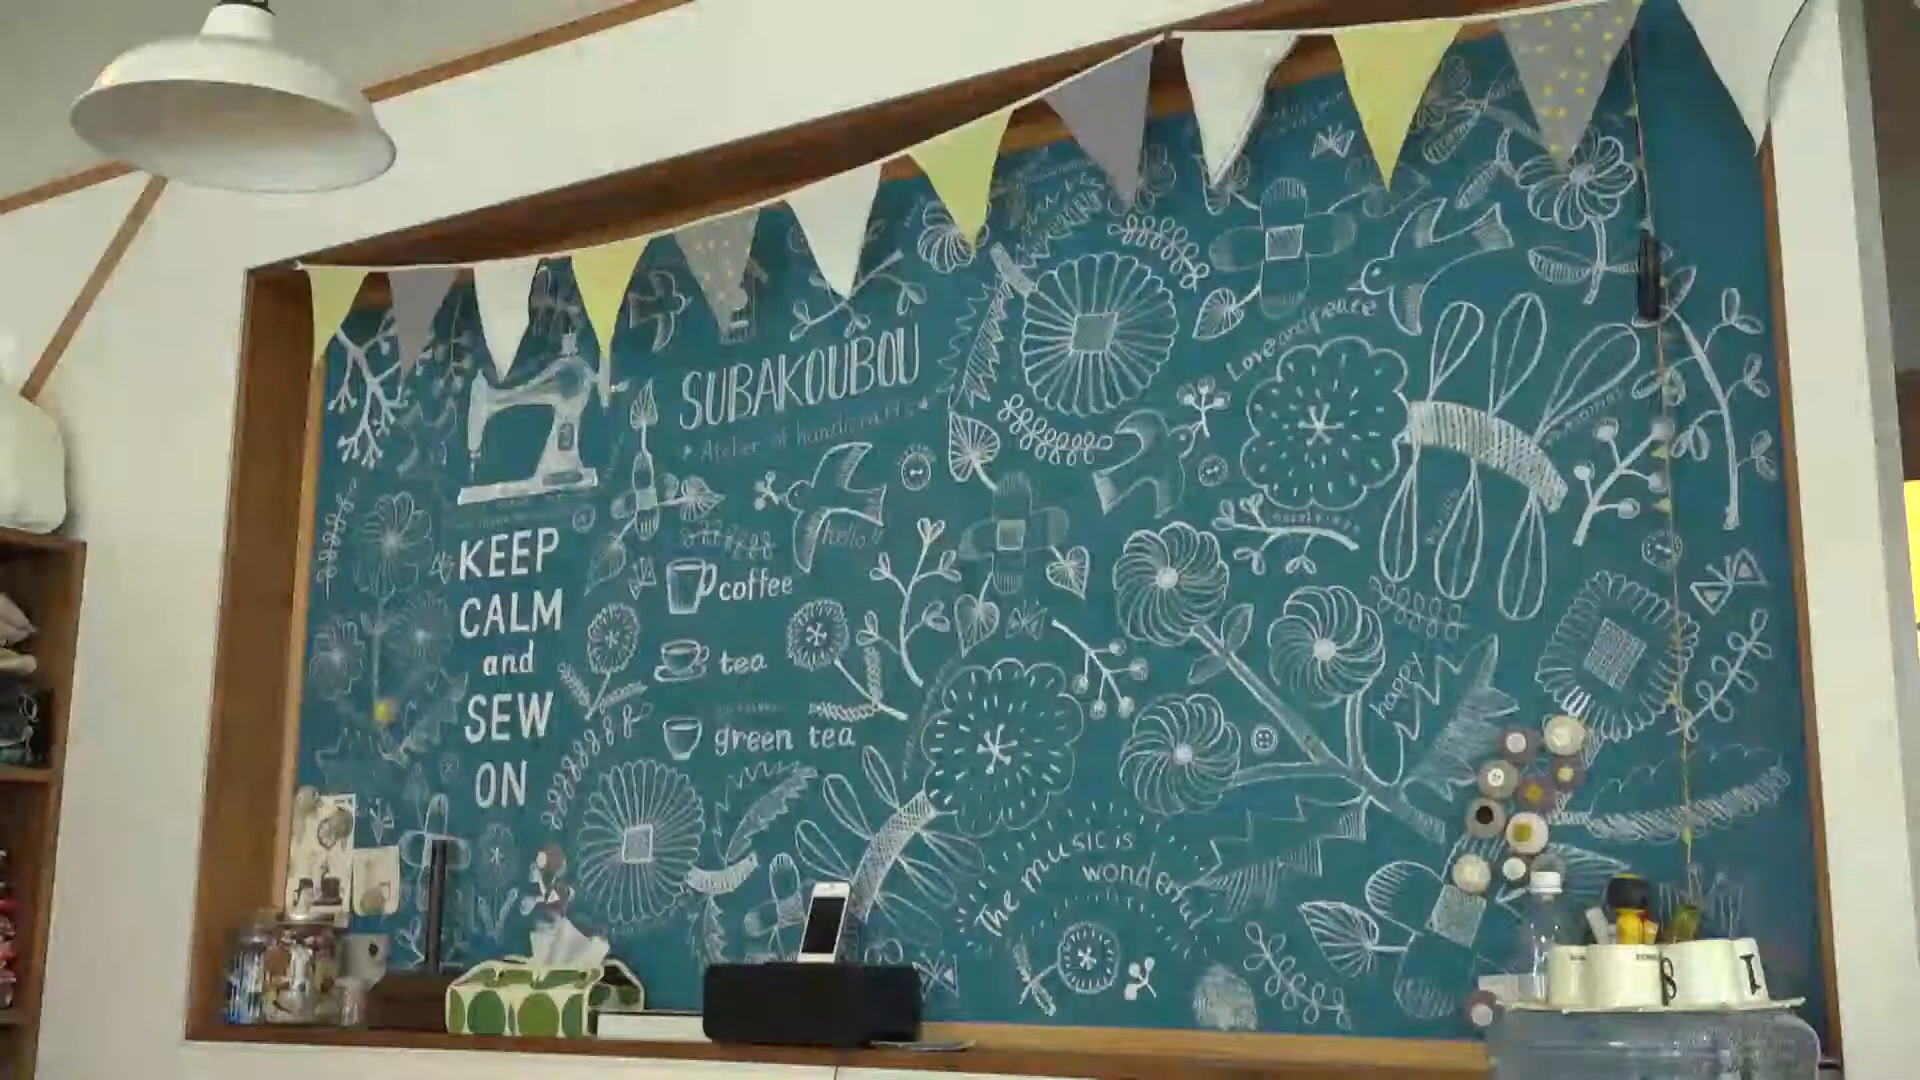 SUBAKOUBOU
Atelier of handicrafts
Love and peace
KEEP
CALM
and
SEW
ON
hello!!
coffee
tea
green tea
happy
The music is
wonderful